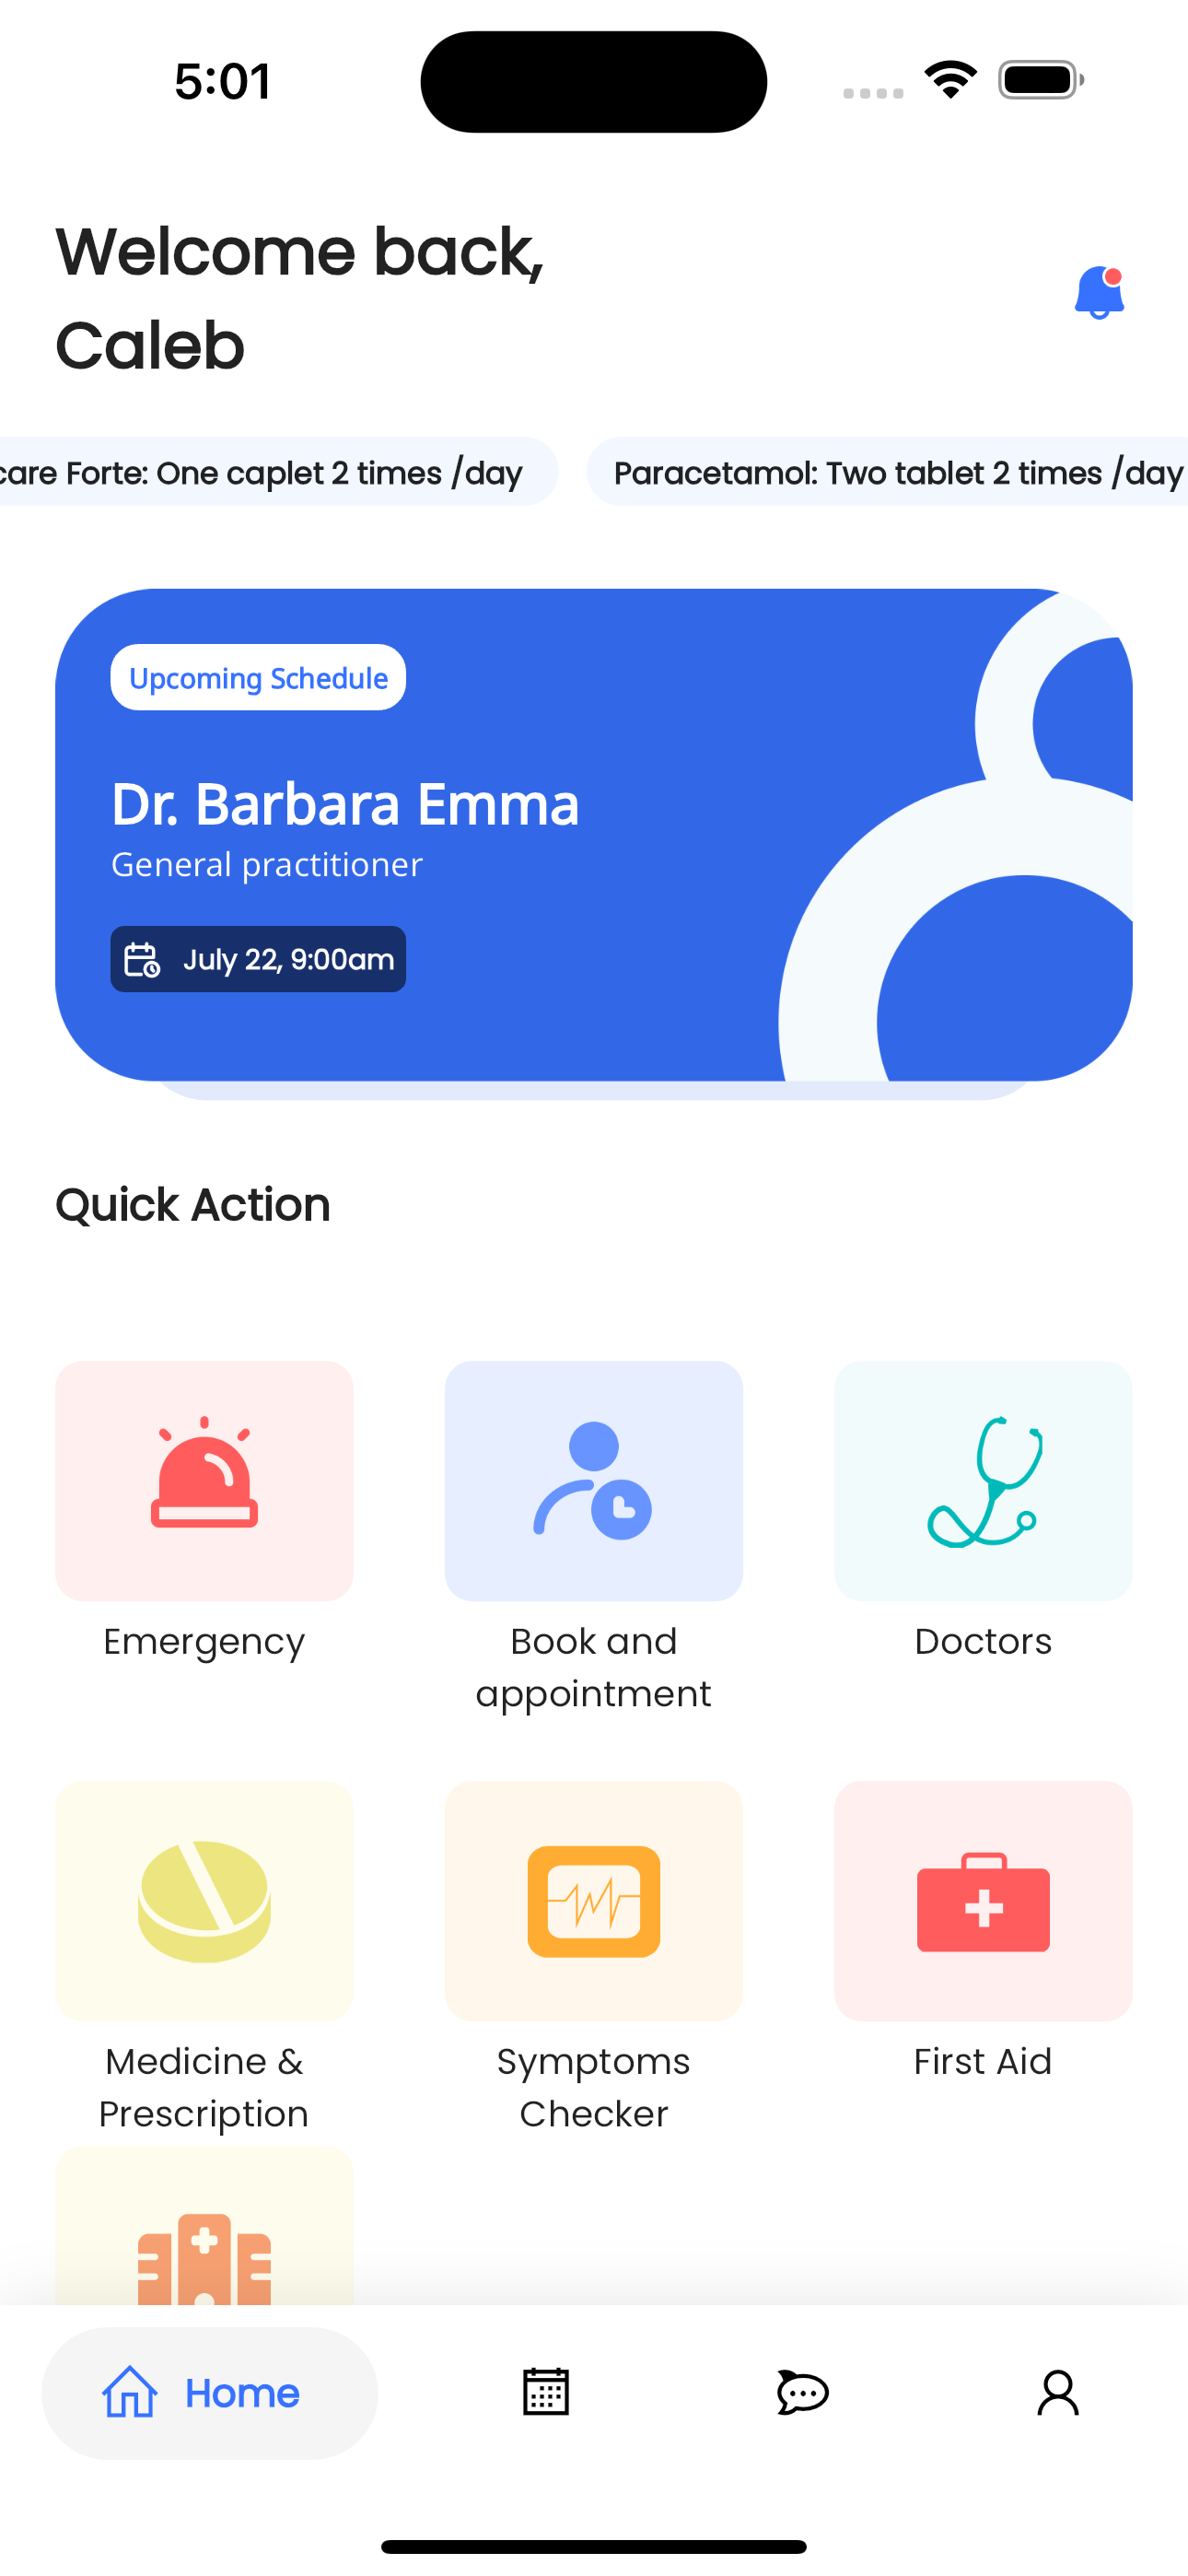 5:01
Welcome back,
Caleb
care Forte: One caplet 2 times /day
Paracetamol: Two tablet 2 times /day
Upcoming Schedule
Dr. Barbara Emma
General practitioner
July 22, 9:00am
Quick Action
Emergency
Book and
appointment
Doctors
Medicine &
Prescription
Symptoms
Checker
First Aid
Home